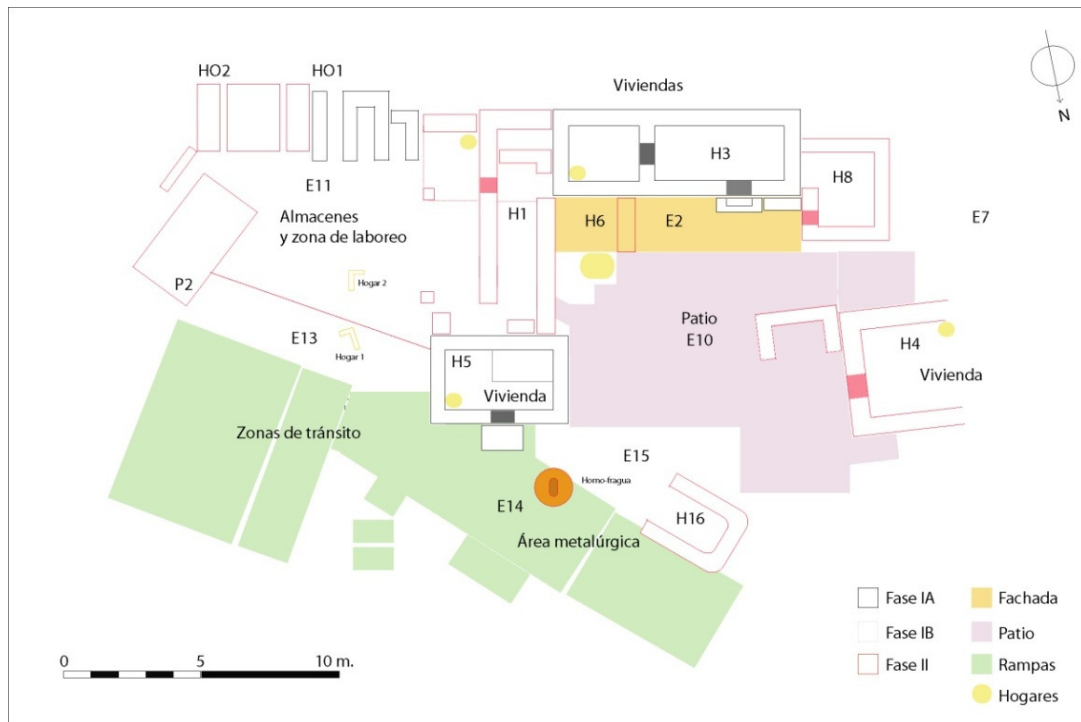 HO2
HO1
Viviendas
N
H3
H8
E11
Almacenes
y zona de laboreo
H1
H6
E2
E7
P2
Hogar 2
Patio
E10
E13
Hogar 1
H5
Vivienda
H4
Vivienda
Zonas de tránsito
E15
Horno-fragua
E14
H16
Área metalúrgica
Fase IA
Fachada
Fase IB
Patio
Fase II
Rampas
Hogares
0
5
10 m.